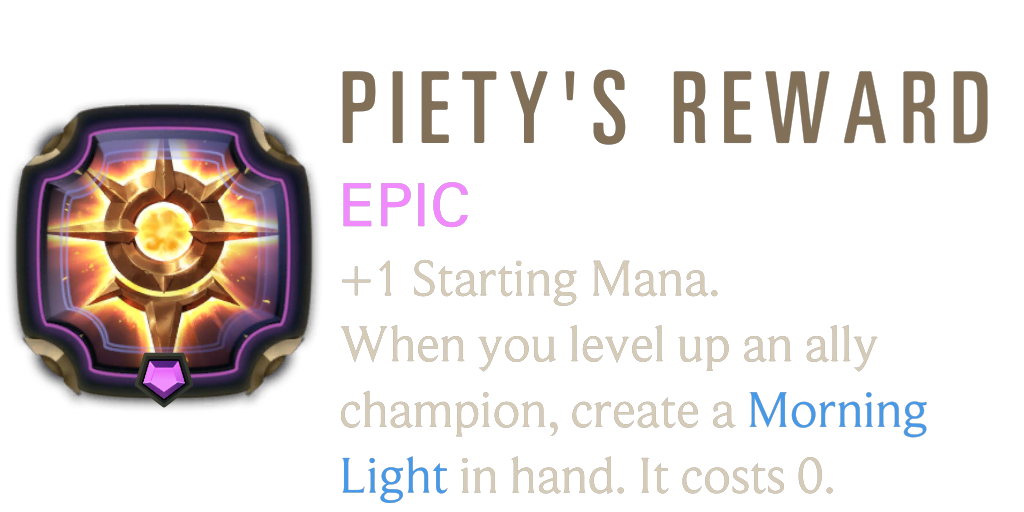 PIETY'S REWARD
EPIC
+1 Starting Mana.
When you level up an ally
champion, create a Morning
Light in hand. It costs 0.